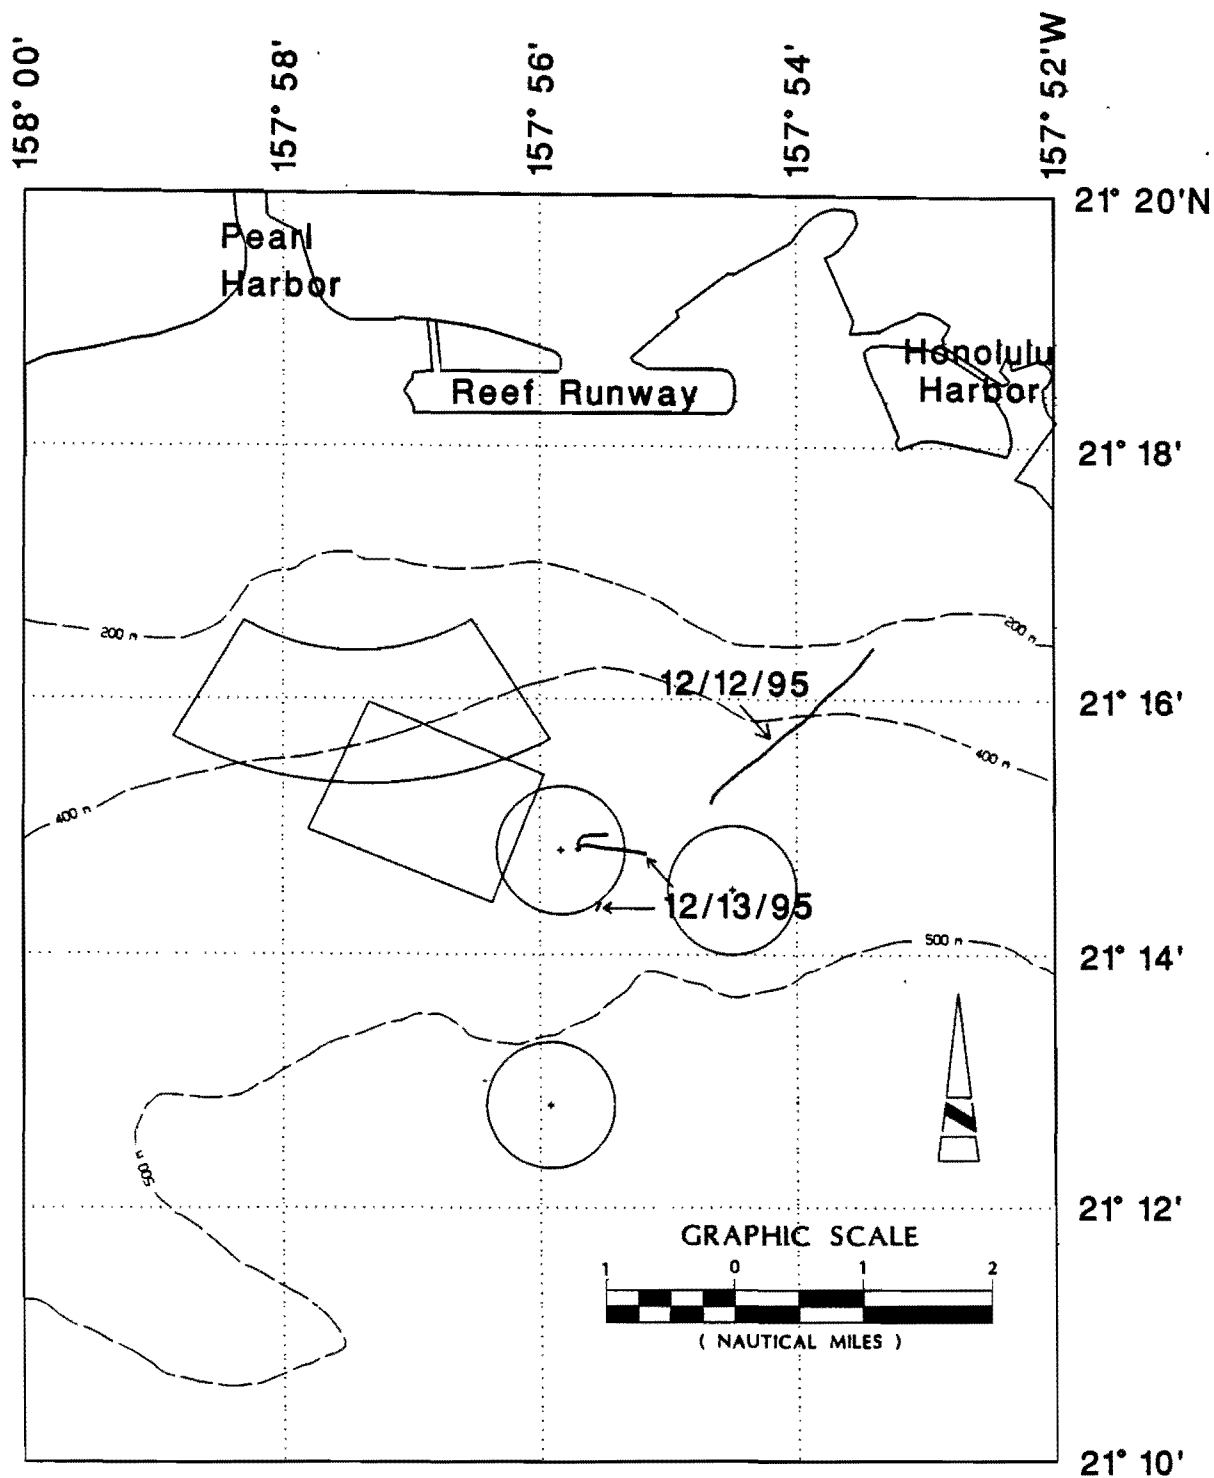 158° 00'
157° 58'
157° 56'
157° 54'
157° 52'W
21° 20'N
Pearl
Harbor
Honolulu
Harbor
Reef Runway
21° 18'
200 m
200 m
12/12/95
21° 16'
400 m
400 m
12/13/95
500 m
21° 14'
500 m
21° 12'
GRAPHIC SCALE
1 0 1 2
( NAUTICAL MILES )
21° 10'